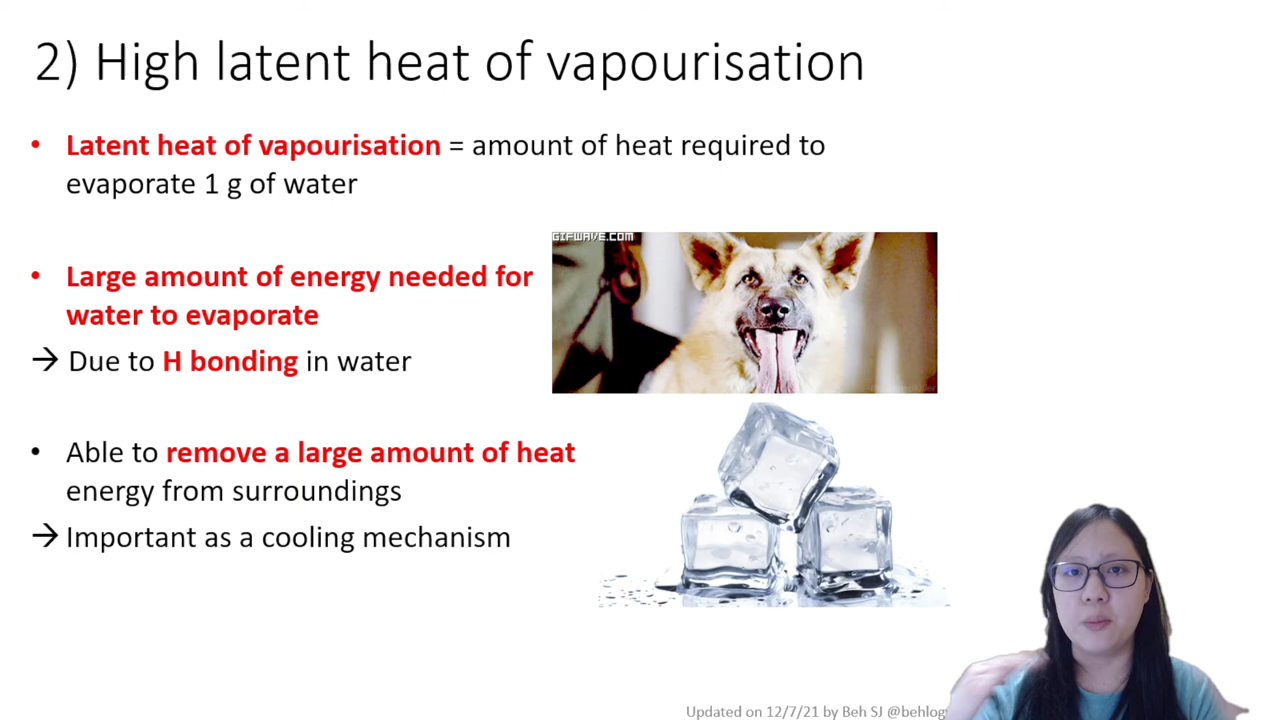 2) High latent heat of vapourisation
• Latent heat of vapourisation = amount of heat required to
evaporate 1 g of water
GIFWAVE.COM
• Large amount of energy needed for
water to evaporate
→ Due to H bonding in water
• Able to remove a large amount of heat
energy from surroundings
→ Important as a cooling mechanism
Updated on 12/7/21 by Beh SJ @behlog